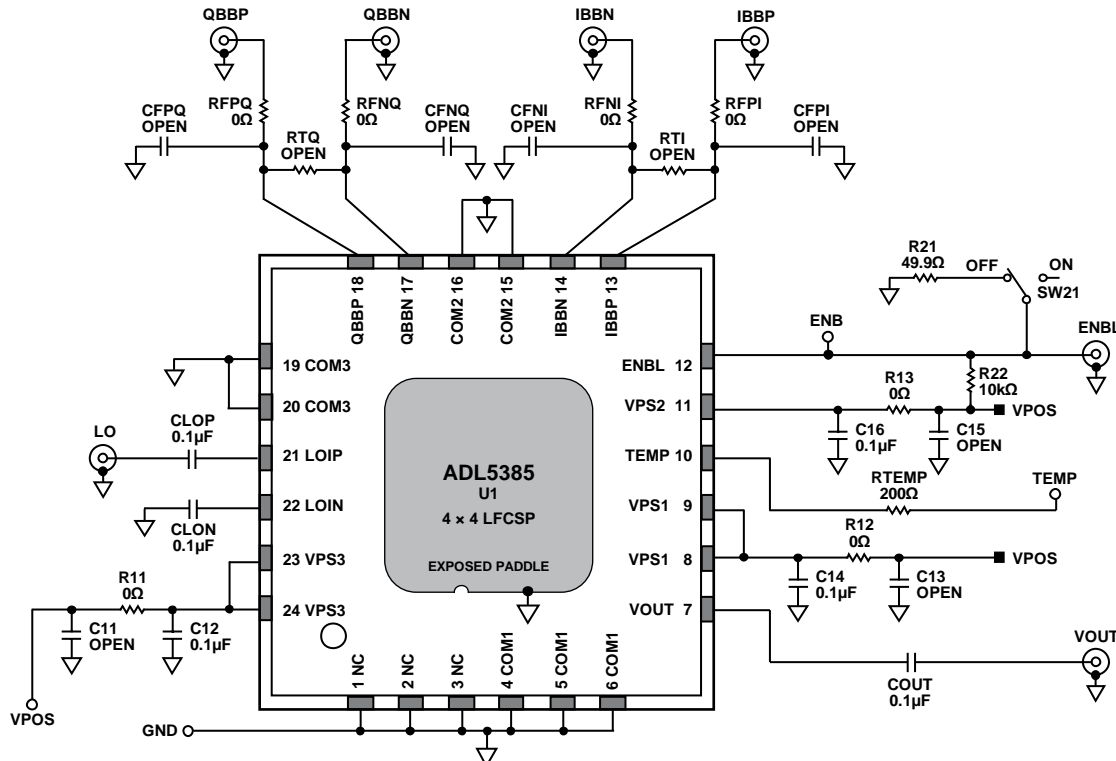 QBBP
QBBN
IBBN
IBBP
RFPQ
0Ω
RFNQ
0Ω
RFNI
0Ω
RFPI
0Ω
CFPQ
OPEN
RTQ
OPEN
CFNQ
OPEN
CFNI
OPEN
RTI
OPEN
CFPI
OPEN
QBBP 18
QBBN 17
COM2 16
COM2 15
IBBN 14
IBBP 13
R21
49.9Ω
OFF
ON
SW21
ENB
ENBL
19 COM3
20 COM3
21 LOIP
22 LOIN
23 VPS3
24 VPS3
ENBL 12
VPS2 11
TEMP 10
VPS1 9
VPS1 8
VOUT 7
R22
10kΩ
R13
0Ω
VPOS
C16
0.1µF
C15
OPEN
LO
CLOP
0.1µF
CLON
0.1µF
ADL5385
U1
4 × 4 LFCSP
EXPOSED PADDLE
RTEMP
200Ω
TEMP
R12
0Ω
VPOS
C14
0.1µF
C13
OPEN
R11
0Ω
C11
OPEN
C12
0.1µF
VPOS
VOUT
COUT
0.1µF
1 NC
2 NC
3 NC
4 COM1
5 COM1
6 COM1
GND